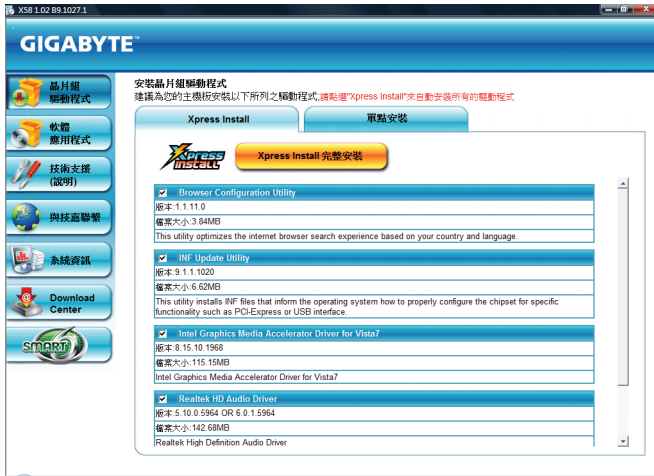 X58 1.02 B9.1027.1
GIGABYTE™
晶片組
驅動程式
軟體
應用程式
技術支援
(說明)
與技嘉聯繫
系統資訊
Download
Center
SMART
安裝晶片組驅動程式
建議為您的主機板安裝以下所列之驅動程式;請點選"Xpress Install"來自動安裝所有的驅動程式
Xpress Install
單點安裝
Xpress
INSTALL
Xpress Install 完整安裝
Browser Configuration Utility
版本:1.1.11.0
檔案大小:3.84MB
This utility optimizes the internet browser search experience based on your country and language.
INF Update Utility
版本:9.1.1.1020
檔案大小:6.62MB
This utility installs INF files that inform the operating system how to properly configure the chipset for specific
functionality such as PCI-Express or USB interface.
Intel Graphics Media Accelerator Driver for Vista7
版本:8.15.10.1968
檔案大小:115.15MB
Intel Graphics Media Accelerator Driver for Vista7
Realtek HD Audio Driver
版本:5.10.0.5964 OR 6.0.1.5964
檔案大小:142.68MB
Realtek High Definition Audio Driver